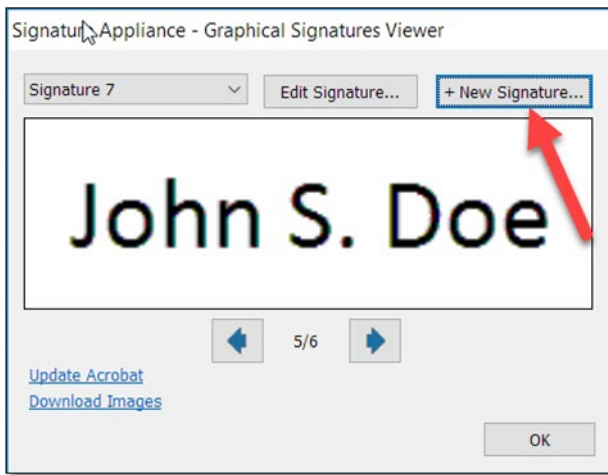 Signature Appliance - Graphical Signatures Viewer
Signature 7 Edit Signature... + New Signature...
John S. Doe
5/6
Update Acrobat
Download Images
OK